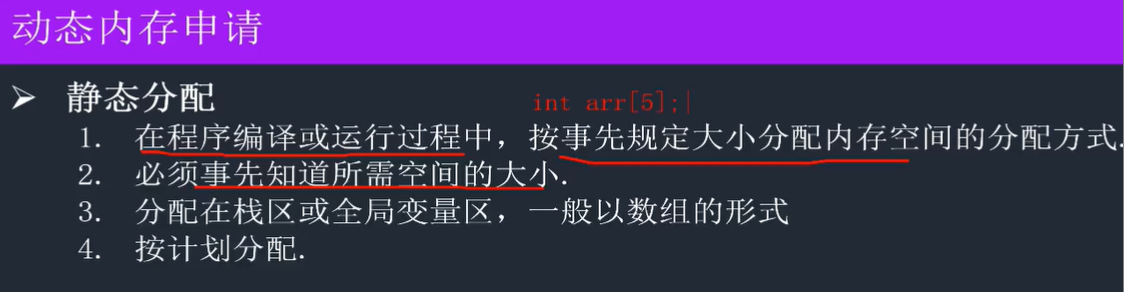 动态内存申请
➢ 静态分配
int arr[5];
1. 在程序编译或运行过程中，按事先规定大小分配内存空间的分配方式.
2. 必须事先知道所需空间的大小.
3. 分配在栈区或全局变量区，一般以数组的形式
4. 按计划分配.